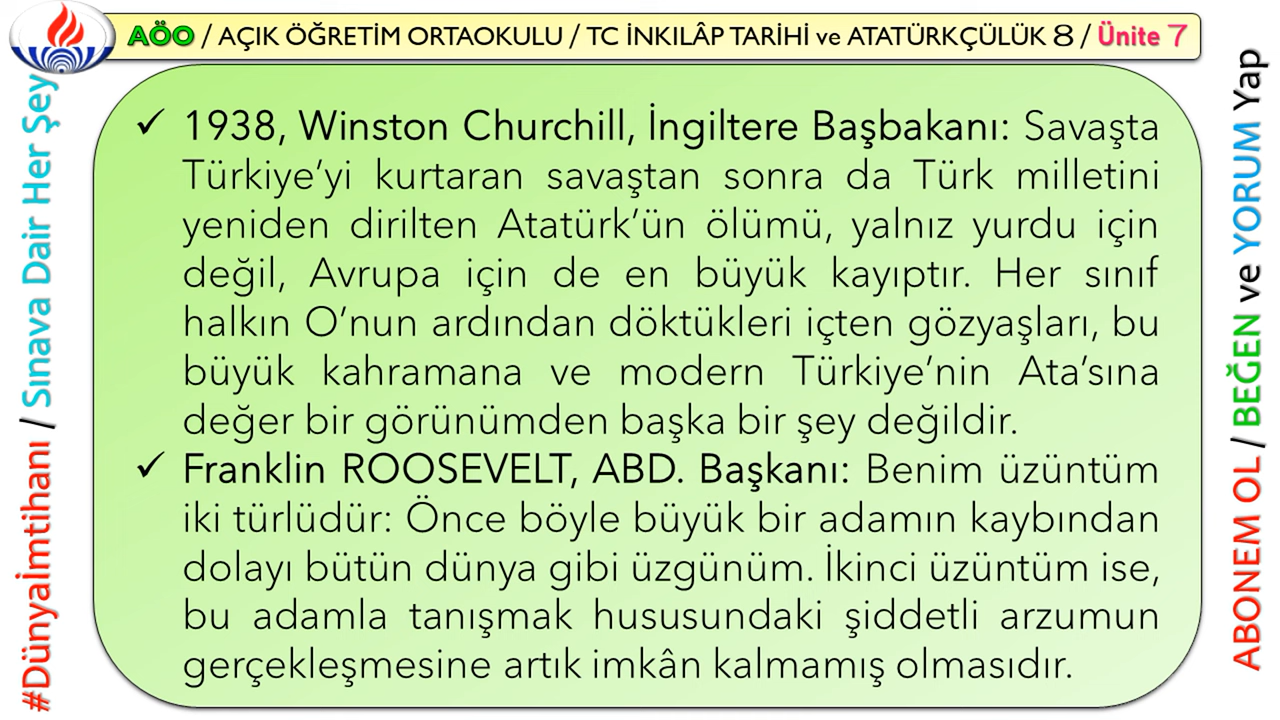 AÖO / AÇIK ÖĞRETİM ORTAOKULU / TC İNKILÂP TARİHİ ve ATATÜRKÇÜLÜK 8 / Ünite 7
#Dünyaİmtihanı / Sınava Dair Her Şey
✓ 1938, Winston Churchill, İngiltere Başbakanı: Savaşta
Türkiye’yi kurtaran savaştan sonra da Türk milletini
yeniden dirilten Atatürk’ün ölümü, yalnız yurdu için
değil, Avrupa için de en büyük kayıptır. Her sınıf
halkın O’nun ardından döktükleri içten gözyaşları, bu
büyük kahramana ve modern Türkiye’nin Ata’sına
değer bir görünümden başka bir şey değildir.
✓ Franklin ROOSEVELT, ABD. Başkanı: Benim üzüntüm
iki türlüdür: Önce böyle büyük bir adamın kaybından
dolayı bütün dünya gibi üzgünüm. İkinci üzüntüm ise,
bu adamla tanışmak hususundaki şiddetli arzumun
gerçekleşmesine artık imkân kalmamış olmasıdır.
ABONEM OL / BEĞEN ve YORUM Yap